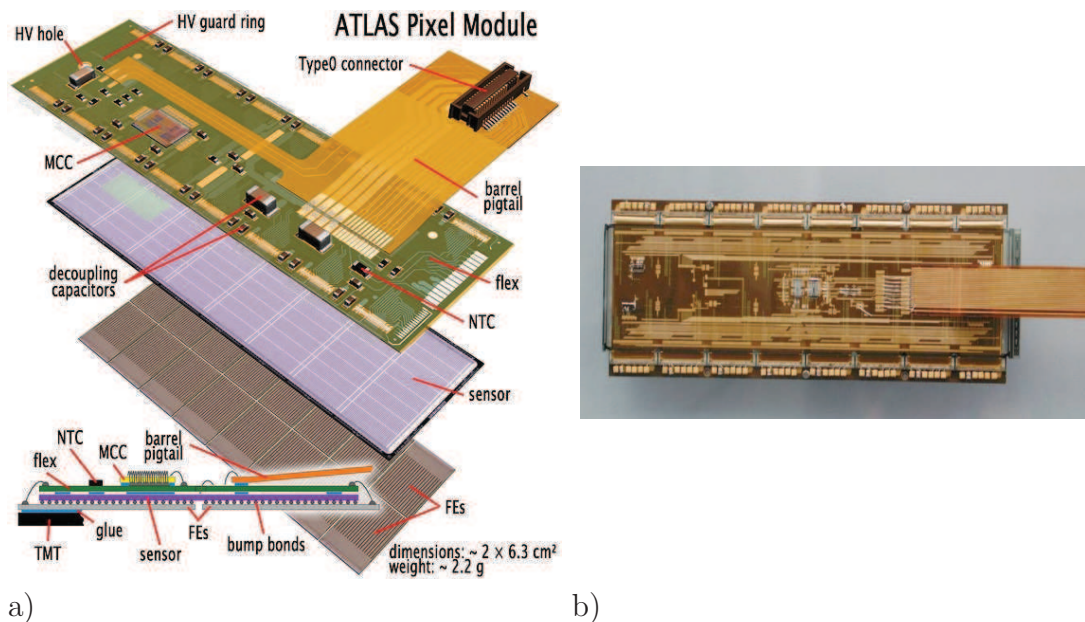 ATLAS Pixel Module
HV guard ring
HV hole
Type0 connector
MCC
barrel
pigtail
decoupling
capacitors
flex
NTC
sensor
barrel
pigtail
NTC
MCC
flex
FEs
glue
FEs
TMT
sensor
bump bonds
dimensions: ~ 2 × 6.3 cm²
weight: ~ 2.2 g
a)
b)